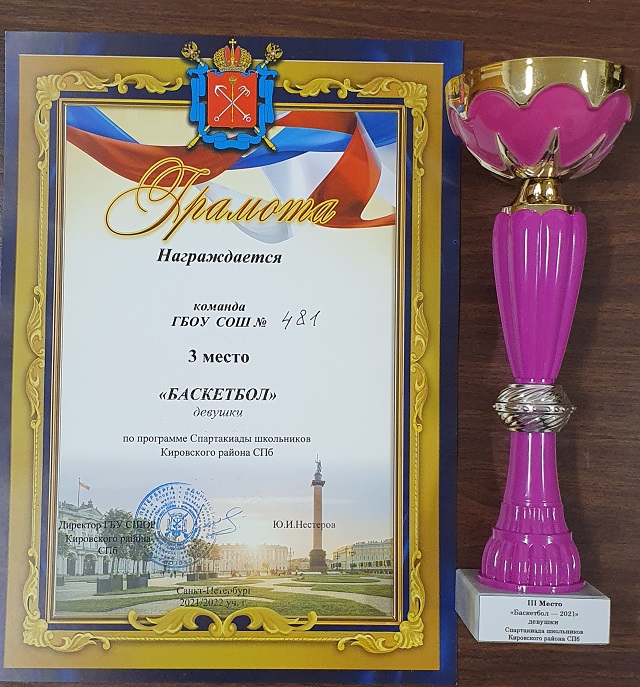 Грамота
Награждается
команда
ГБОУ СОШ № 481
3 место
«БАСКЕТБОЛ»
девушки
по программе Спартакиады школьников
Кировского района СПб
Директор ГБУ
Кировского района
СПб
Ю.И.Нестеров
Санкт-Петербург
2021/2022 уч. г.
III Место
«Баскетбол — 2021»
девушки
Спартакиада школьников
Кировского района СПб